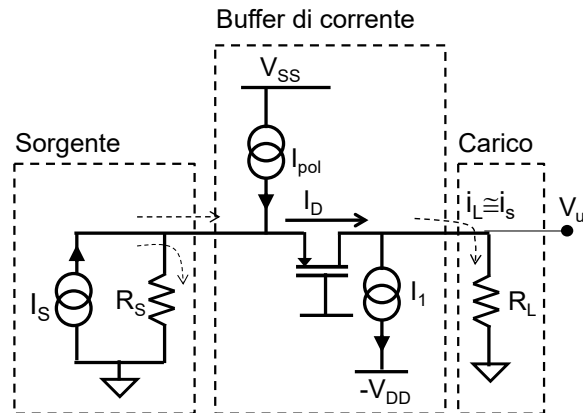 Buffer di corrente
V_SS
Sorgente
I_pol
Carico
I_D
i_L≅i_s
V_u
I_S
R_S
I_1
R_L
-V_DD